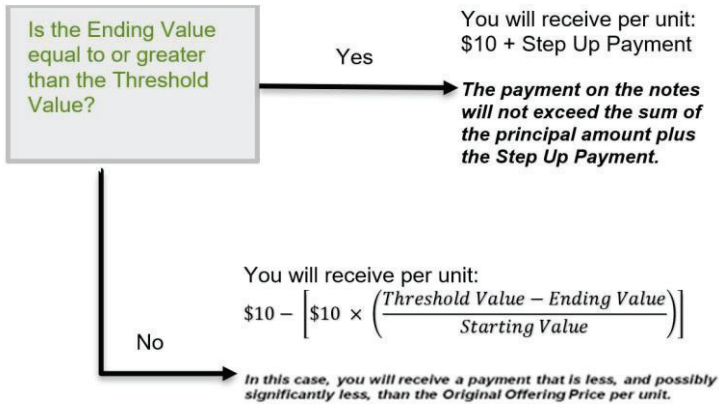 Is the Ending Value
equal to or greater
than the Threshold
Value?
Yes
You will receive per unit:
$10 + Step Up Payment
The payment on the notes
will not exceed the sum of
the principal amount plus
the Step Up Payment.
No
You will receive per unit:
$10 − [$10 × (Threshold Value − Ending Value / Starting Value)]
In this case, you will receive a payment that is less, and possibly
significantly less, than the Original Offering Price per unit.